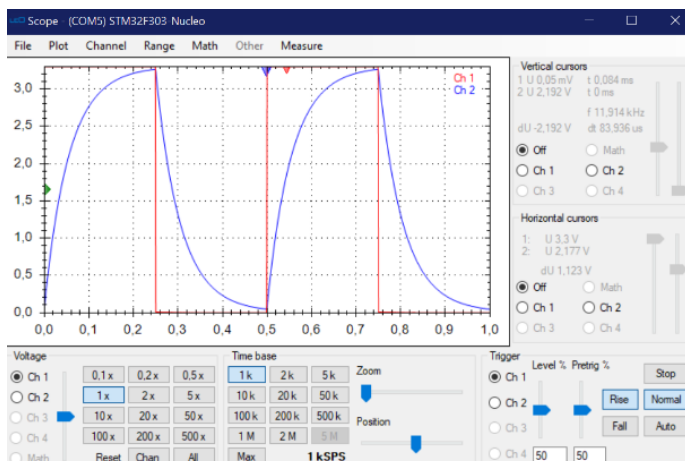 LEO Scope - (COM5) STM32F303-Nucleo
File Plot Channel Range Math Other Measure
Ch 1
Ch 2
3,0
2,5
2,0
1,5
1,0
0,5
0,0
0,0 0,1 0,2 0,3 0,4 0,5 0,6 0,7 0,8 0,9 1,0
Vertical cursors
1 U 0,05 mV t 0,084 ms
2 U 2,192 V t 0 ms
f 11,914 kHz
dU -2,192 V dt 83,936 us
Off Math
Ch 1 Ch 2
Ch 3 Ch 4
Horizontal cursors
1: U 3,3 V
2: U 2,177 V
dU 1,123 V
Off Math
Ch 1 Ch 2
Ch 3 Ch 4
Voltage
Ch 1
Ch 2
Ch 3
Ch 4
Math
0,1 x 0,2 x 0,5 x
1 x 2 x 5 x
10 x 20 x 50 x
100 x 200 x 500 x
Reset Chan All
Time base
1 k 2 k 5 k
10 k 20 k 50 k
100 k 200 k 500 k
1 M 2 M 5 M
Max 1 kSPS
Zoom
Position
Trigger
Level % Pretrig %
Ch 1
Ch 2
Ch 3
Ch 4
50 50
Stop
Rise Normal
Fall Auto